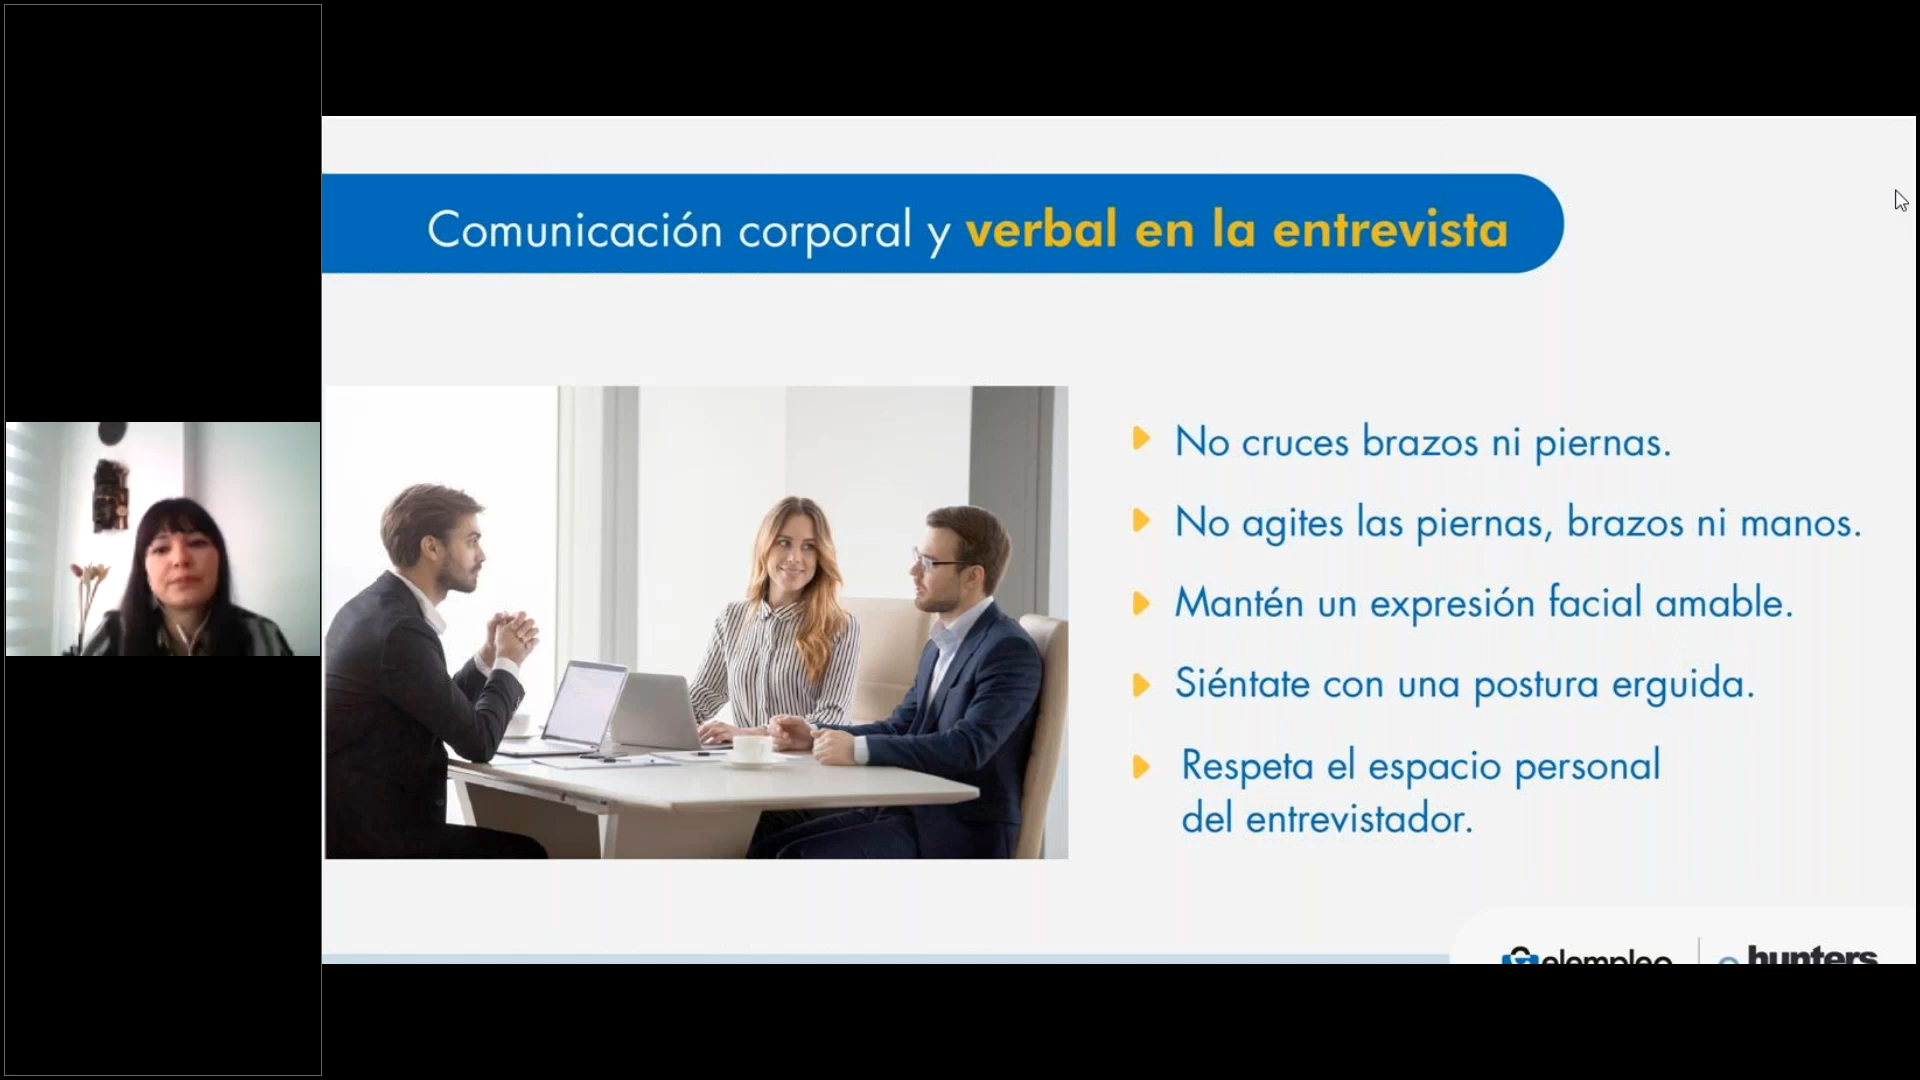 Comunicación corporal y verbal en la entrevista
No cruces brazos ni piernas.
No agites las piernas, brazos ni manos.
Mantén un expresión facial amable.
Siéntate con una postura erguida.
Respeta el espacio personal
del entrevistador.
elempleo
hunters